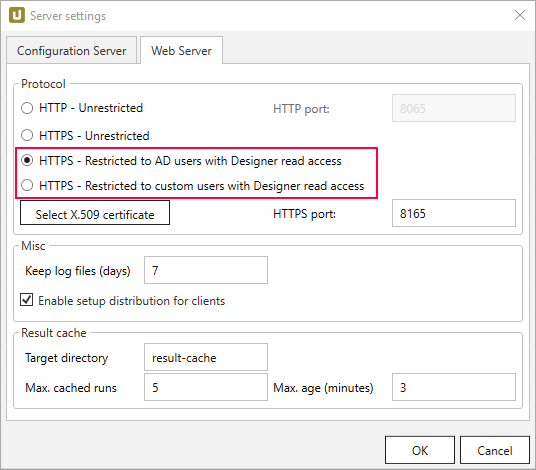 Server settings
Configuration Server Web Server
Protocol
HTTP - Unrestricted HTTP port: 8065
HTTPS - Unrestricted
HTTPS - Restricted to AD users with Designer read access
HTTPS - Restricted to custom users with Designer read access
Select X.509 certificate HTTPS port: 8165
Misc
Keep log files (days) 7
Enable setup distribution for clients
Result cache
Target directory result-cache
Max. cached runs 5 Max. age (minutes) 3
OK Cancel